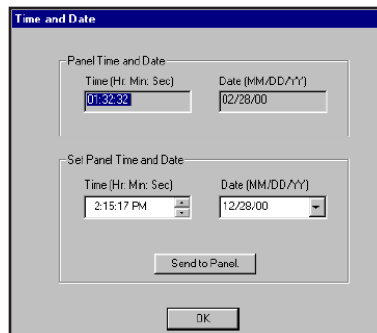 Time and Date
Panel Time and Date
Time (Hr: Min: Sec) Date (MM/DD/YY)
01:32:32 02/28/00
Set Panel Time and Date
Time (Hr: Min: Sec) Date (MM/DD/YY)
2:15:17 PM 12/28/00
Send to Panel.
OK